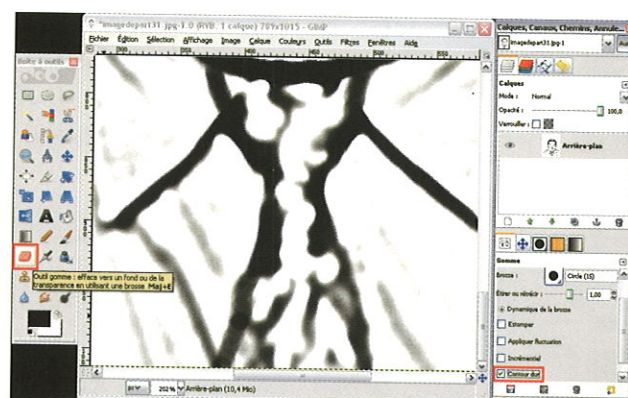 *imagedepart31.jpg-1.0 (RVB, 1 calque) 789x1015 – GIMP
Fichier Édition Sélection Affichage Image Calque Couleurs Outils Filtres Fenêtres Aide
Boîte à outils
Outil gomme : efface vers un fond ou de la
transparence en utilisant une brosse Maj+E
px 202% Arrière-plan (10,4 Mio)
Calques, Canaux, Chemins, Annule...
imagedepart31.jpg-1
Calques
Mode : Normal
Opacité : 100,0
Verrouiller :
Arrière-plan
Gomme
Brosse : Circle (15)
Étirer ou rétrécir : 1,00
Dynamique de la brosse
Estomper
Appliquer fluctuation
Incrémentiel
Contour dur